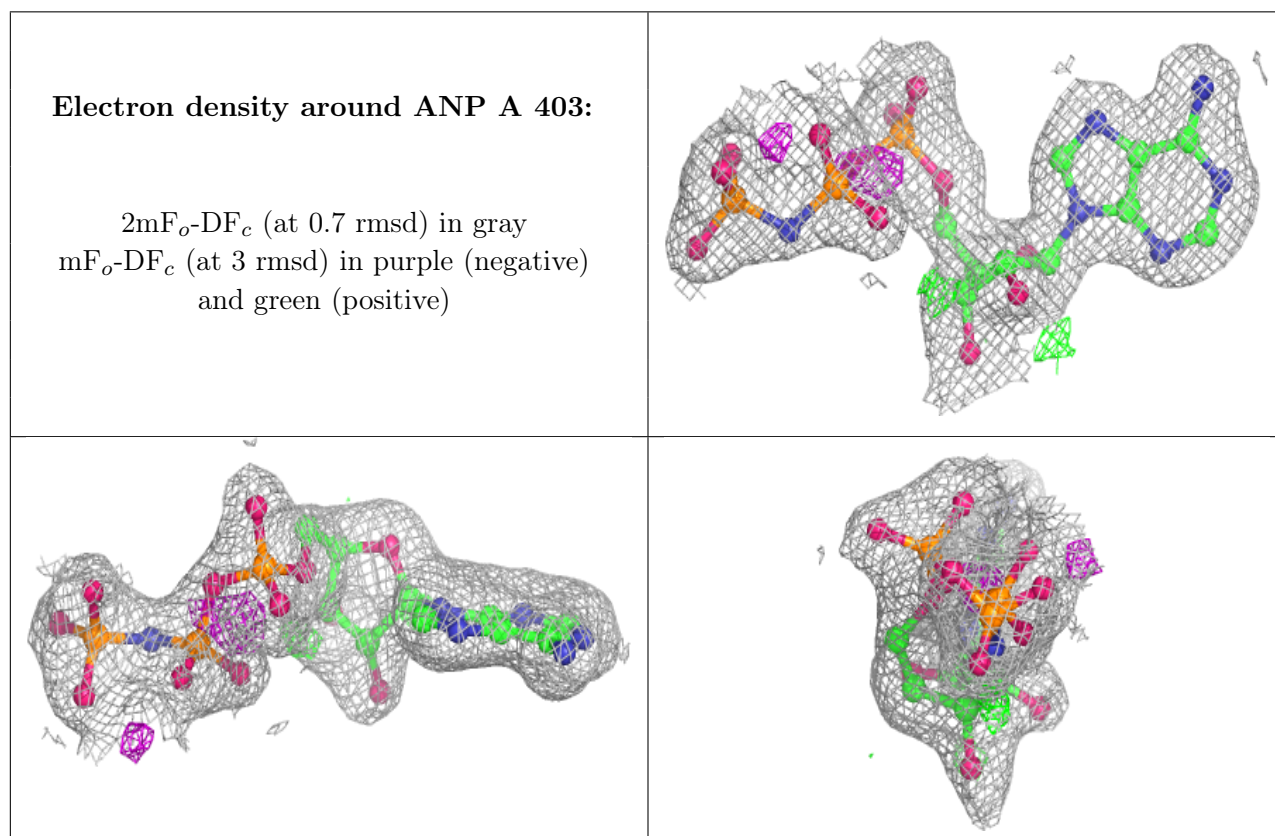 Electron density around ANP A 403:
2mFo-DFc (at 0.7 rmsd) in gray
mFo-DFc (at 3 rmsd) in purple (negative)
and green (positive)